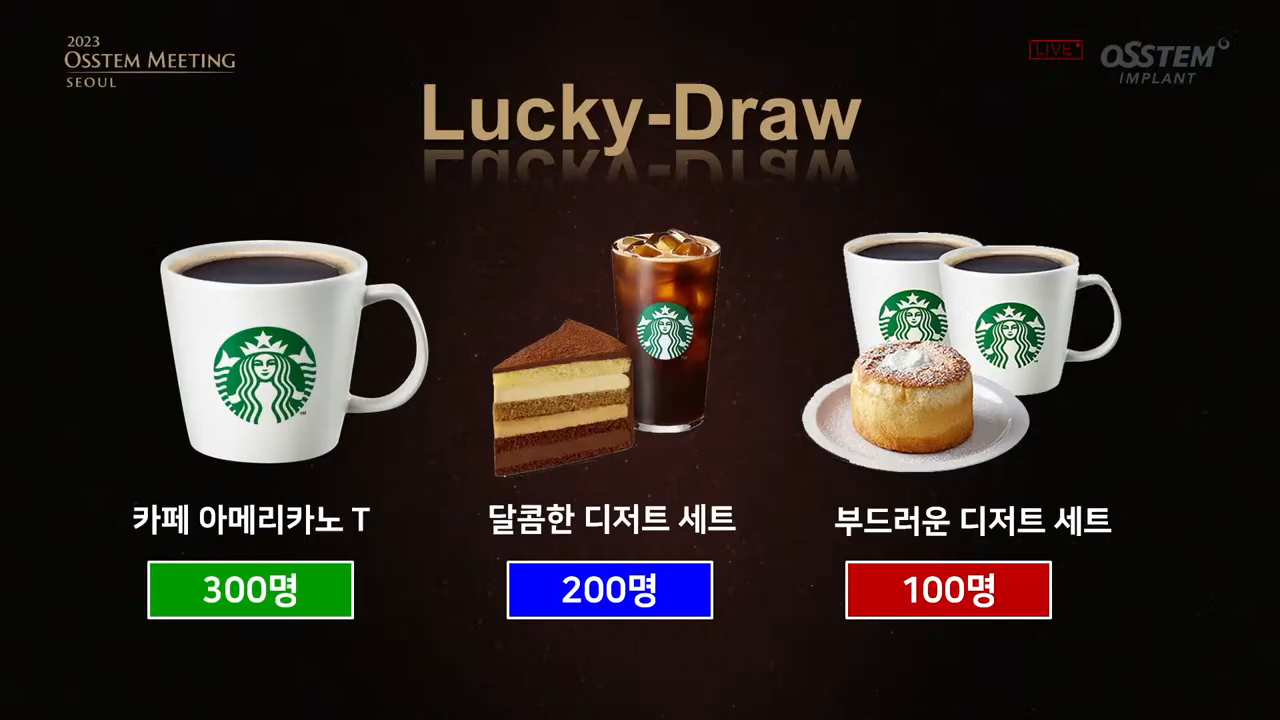 2023
OSSTEM MEETING
SEOUL
LIVE
OSSTEM
IMPLANT
Lucky-Draw
카페 아메리카노 T
달콤한 디저트 세트
부드러운 디저트 세트
300명
200명
100명